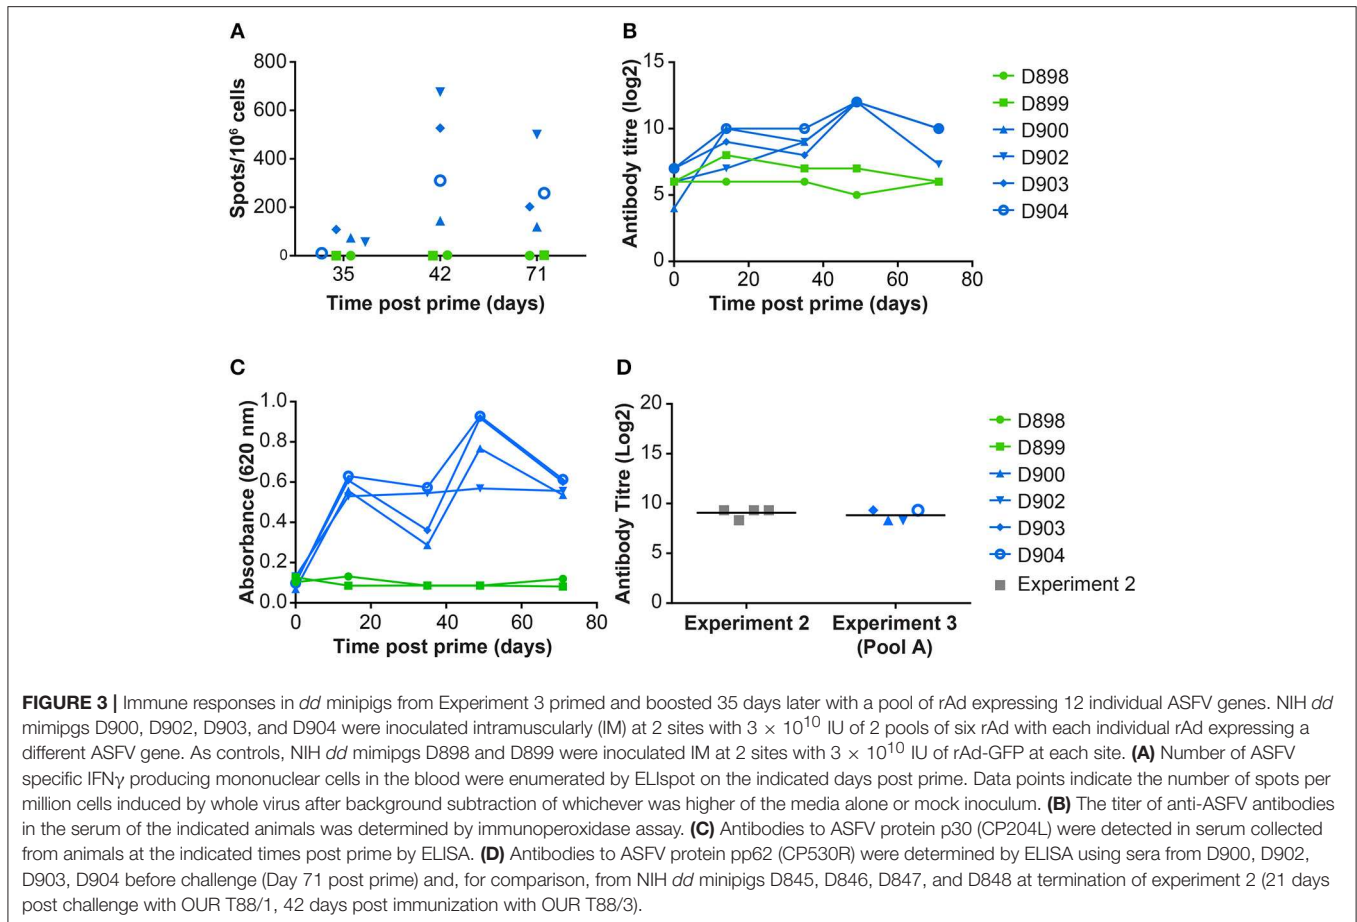 A
800
600
400
200
0
Spots/10⁶ cells
35 42 71
Time post prime (days)
B
15
10
5
0
Antibody titre (log2)
0 20 40 60 80
Time post prime (days)
D898
D899
D900
D902
D903
D904
C
1.0
0.8
0.6
0.4
0.2
0.0
Absorbance (620 nm)
0 20 40 60 80
Time post prime (days)
D
20
15
10
5
0
Antibody Titre (Log2)
Experiment 2 Experiment 3
(Pool A)
D898
D899
D900
D902
D903
D904
Experiment 2
FIGURE 3 | Immune responses in dd minipigs from Experiment 3 primed and boosted 35 days later with a pool of rAd expressing 12 individual ASFV genes. NIH dd
mimipgs D900, D902, D903, and D904 were inoculated intramuscularly (IM) at 2 sites with 3 × 10¹⁰ IU of 2 pools of six rAd with each individual rAd expressing a
different ASFV gene. As controls, NIH dd mimipgs D898 and D899 were inoculated IM at 2 sites with 3 × 10¹⁰ IU of rAd-GFP at each site. (A) Number of ASFV
specific IFNγ producing mononuclear cells in the blood were enumerated by ELIspot on the indicated days post prime. Data points indicate the number of spots per
million cells induced by whole virus after background subtraction of whichever was higher of the media alone or mock inoculum. (B) The titer of anti-ASFV antibodies
in the serum of the indicated animals was determined by immunoperoxidase assay. (C) Antibodies to ASFV protein p30 (CP204L) were detected in serum collected
from animals at the indicated times post prime by ELISA. (D) Antibodies to ASFV protein pp62 (CP530R) were determined by ELISA using sera from D900, D902,
D903, D904 before challenge (Day 71 post prime) and, for comparison, from NIH dd minipigs D845, D846, D847, and D848 at termination of experiment 2 (21 days
post challenge with OUR T88/1, 42 days post immunization with OUR T88/3).